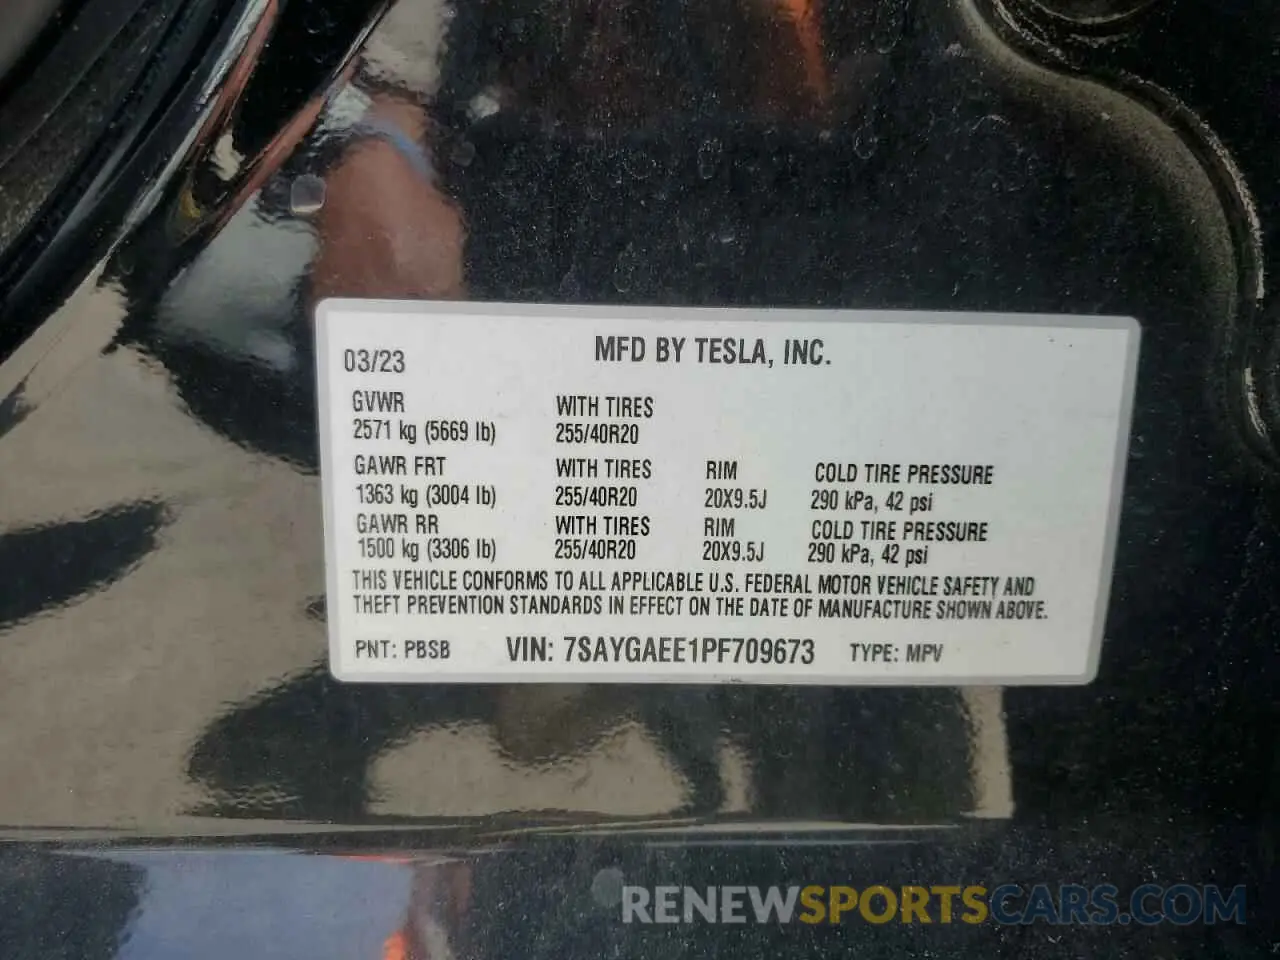 MFD BY TESLA, INC.
03/23
GVWR WITH TIRES
2571 kg (5669 lb) 255/40R20
GAWR FRT WITH TIRES RIM COLD TIRE PRESSURE
1363 kg (3004 lb) 255/40R20 20X9.5J 290 kPa, 42 psi
GAWR RR WITH TIRES RIM COLD TIRE PRESSURE
1500 kg (3306 lb) 255/40R20 20X9.5J 290 kPa, 42 psi
THIS VEHICLE CONFORMS TO ALL APPLICABLE U.S. FEDERAL MOTOR VEHICLE SAFETY AND
THEFT PREVENTION STANDARDS IN EFFECT ON THE DATE OF MANUFACTURE SHOWN ABOVE.
PNT: PBSB VIN: 7SAYGAEE1PF709673 TYPE: MPV
RENEWSPORTSCARS.COM